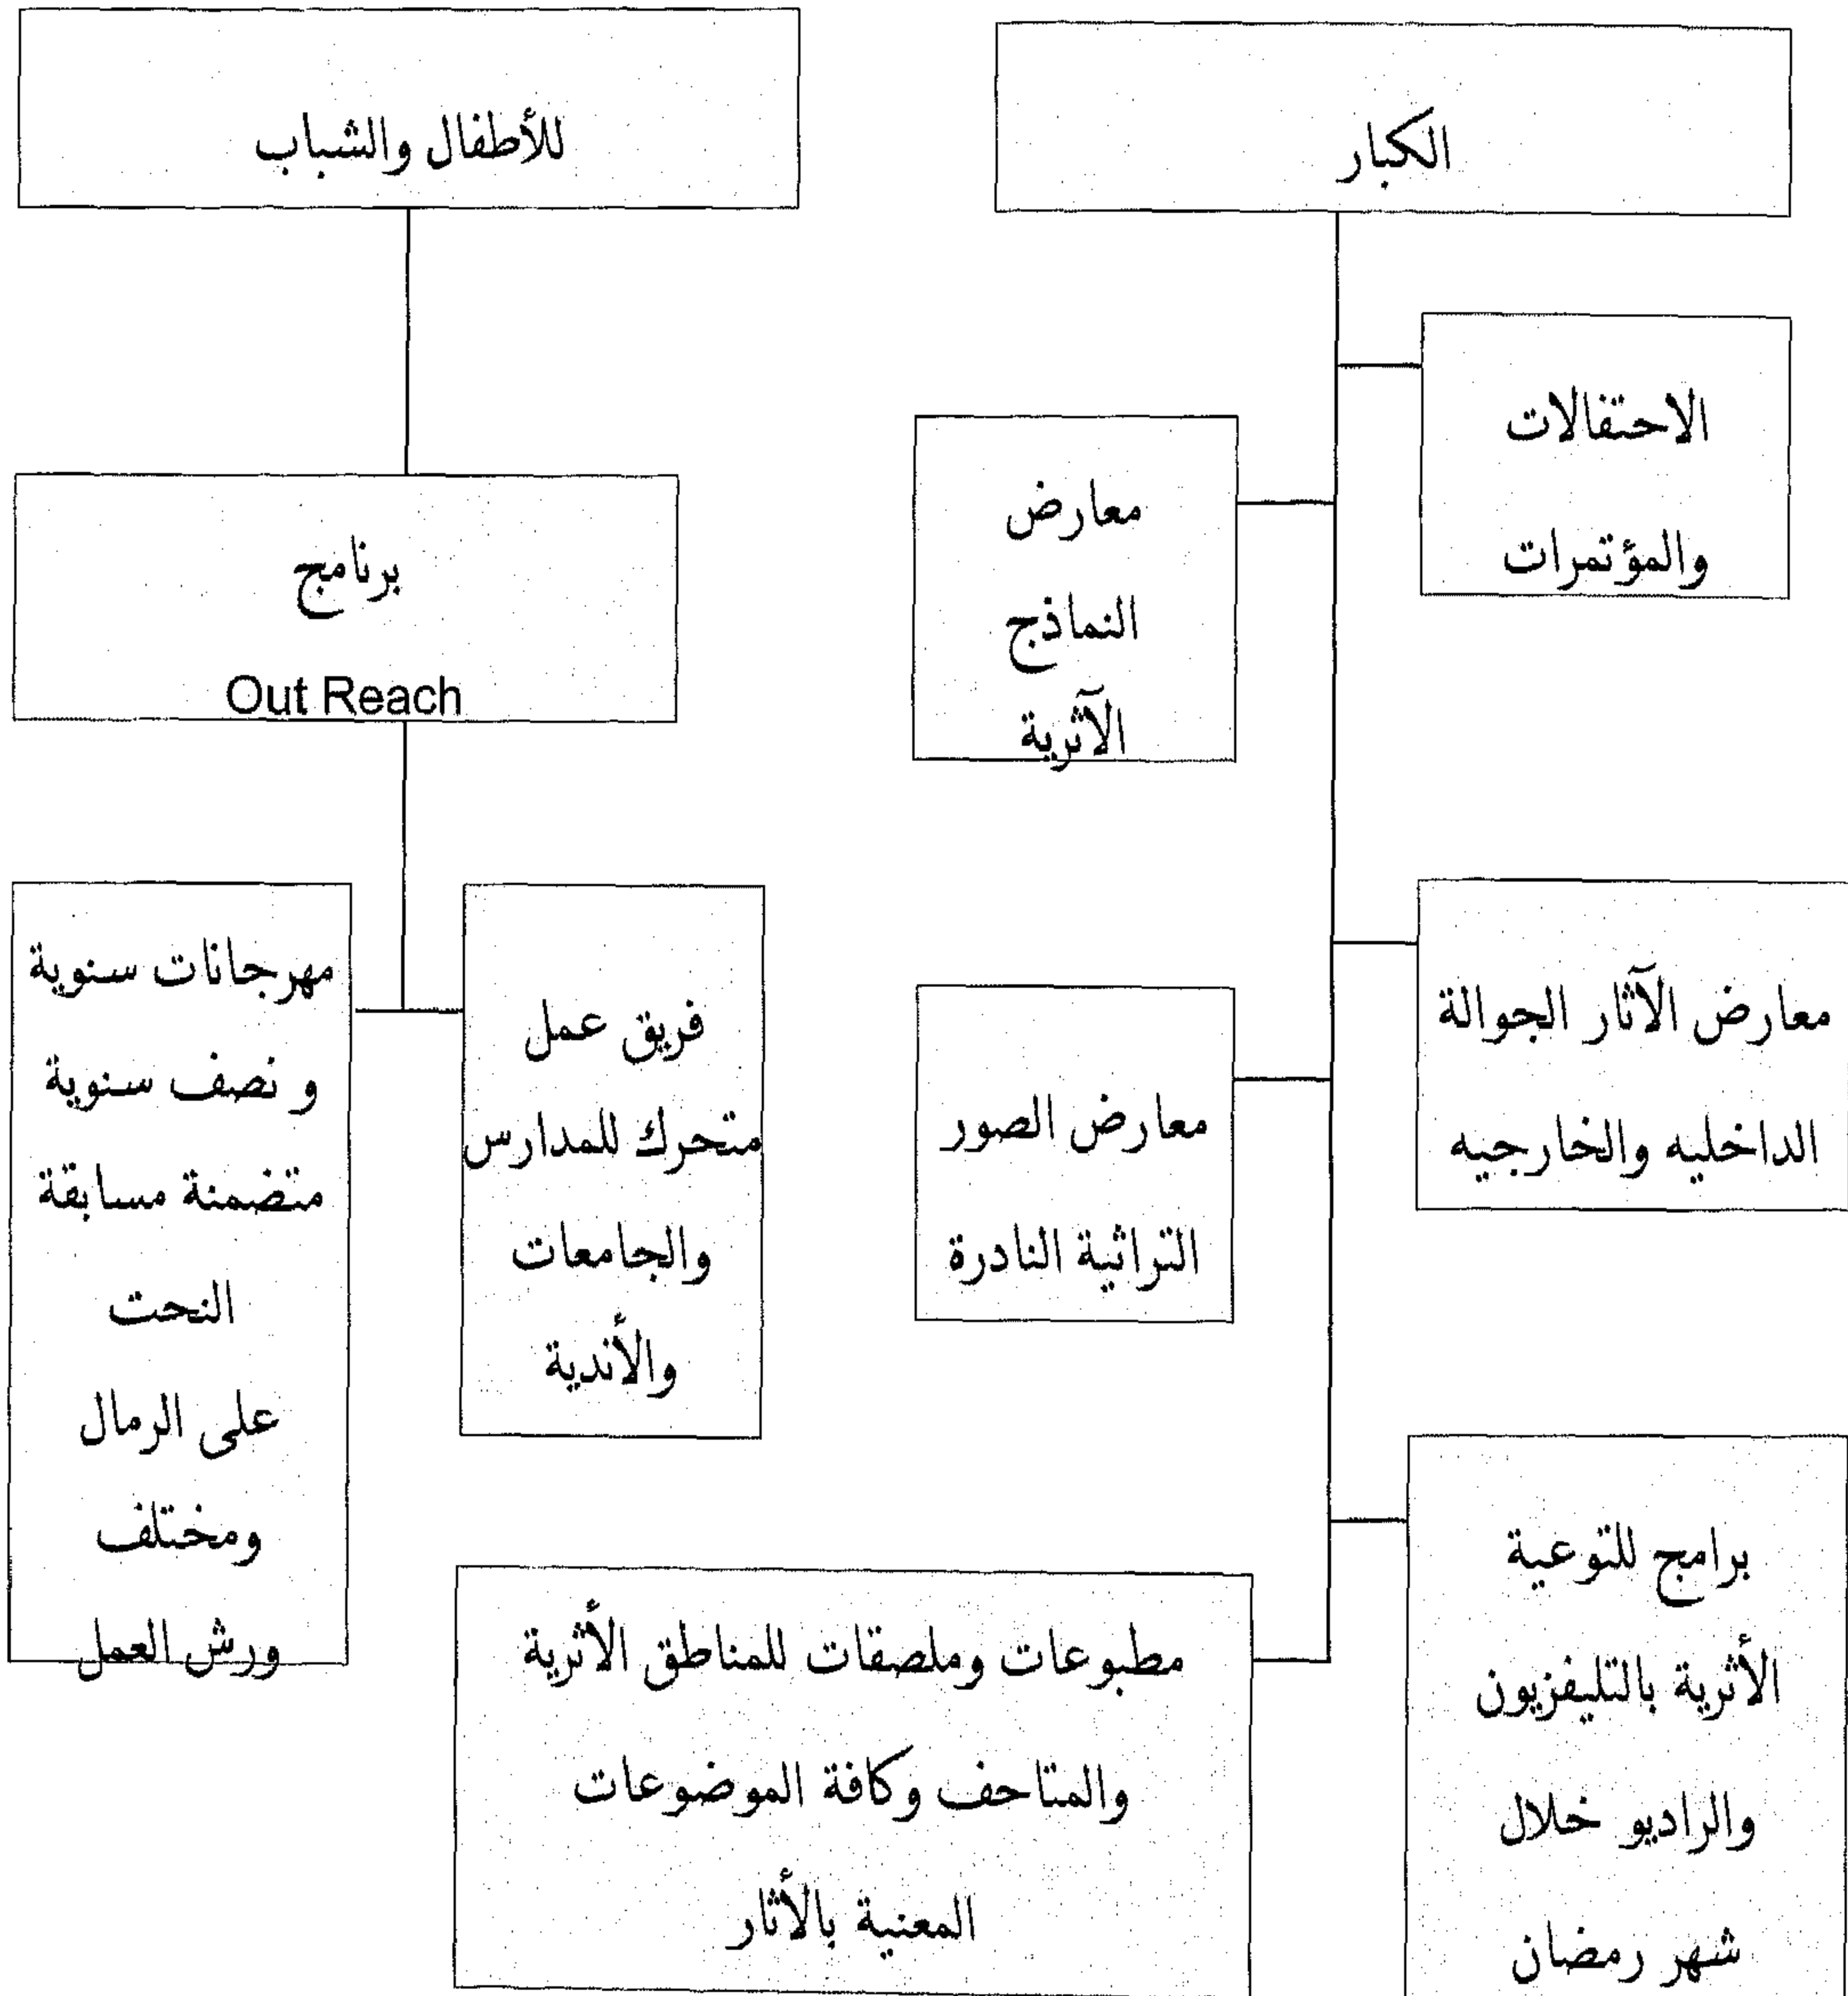 الكبار
للأطفال والشباب
الاحتفالات
والمؤتمرات
معارض
النماذج
الآثرية
برنامج
Out Reach
معارض الآثار الجوالة
الداخليه والخارجيه
معارض الصور
التراثية النادرة
فريق عمل
متحرك للمدارس
والجامعات
والأندية
مهرجانات سنوية
و نصف سنوية
متضمنة مسابقة
النحت
على الرمال
ومختلف
ورش العمل
برامج للتوعية
الأثرية بالتليفزيون
والراديو خلال
شهر رمضان
مطبوعات وملصقات للمناطق الأثرية
والمتاحف وكافة الموضوعات
المعنية بالأثار